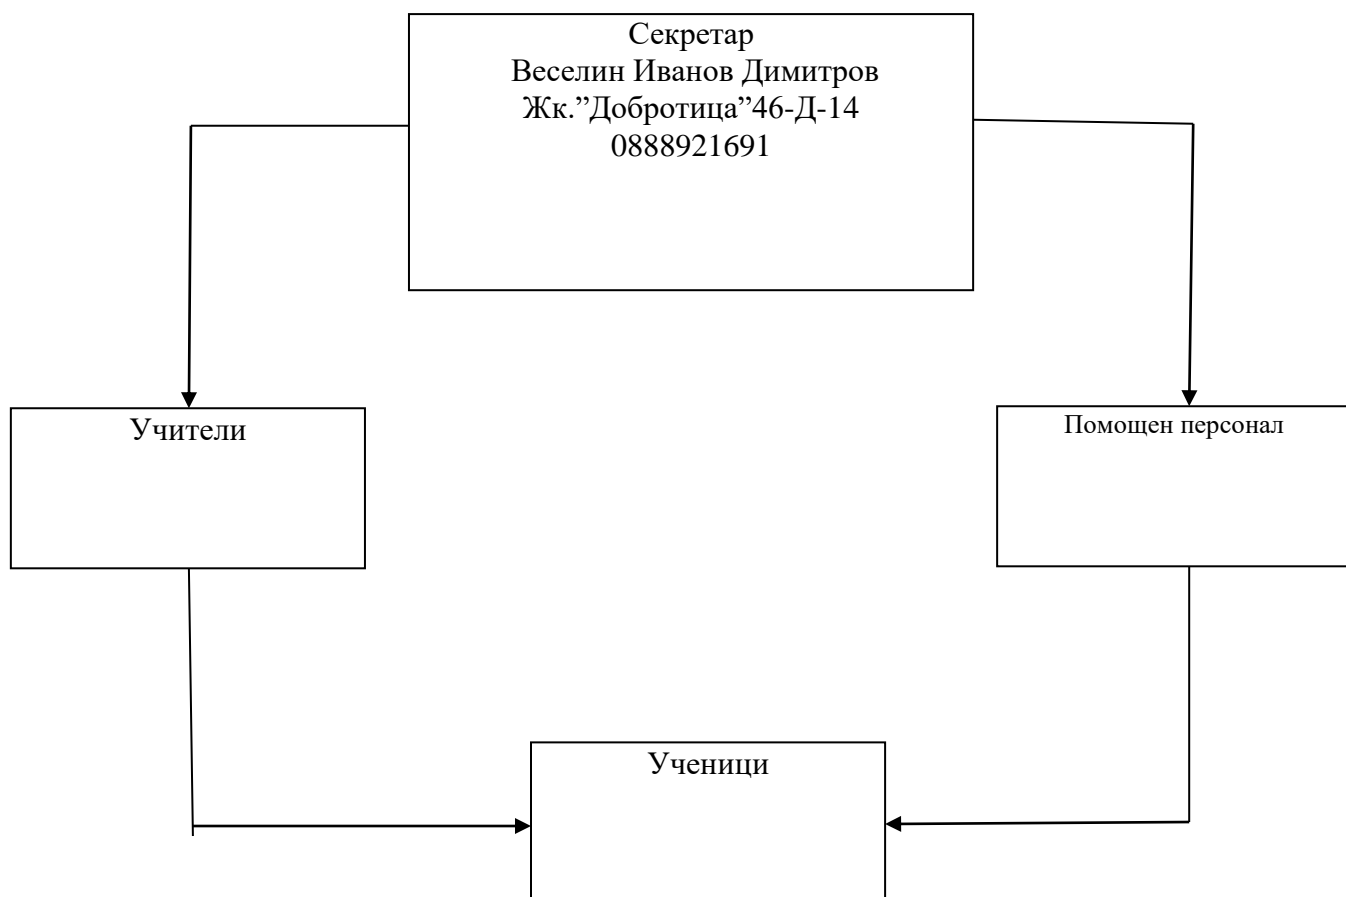 Секретар
Веселин Иванов Димитров
Жк.”Добротица”46-Д-14
0888921691
Учители
Помощен персонал
Ученици